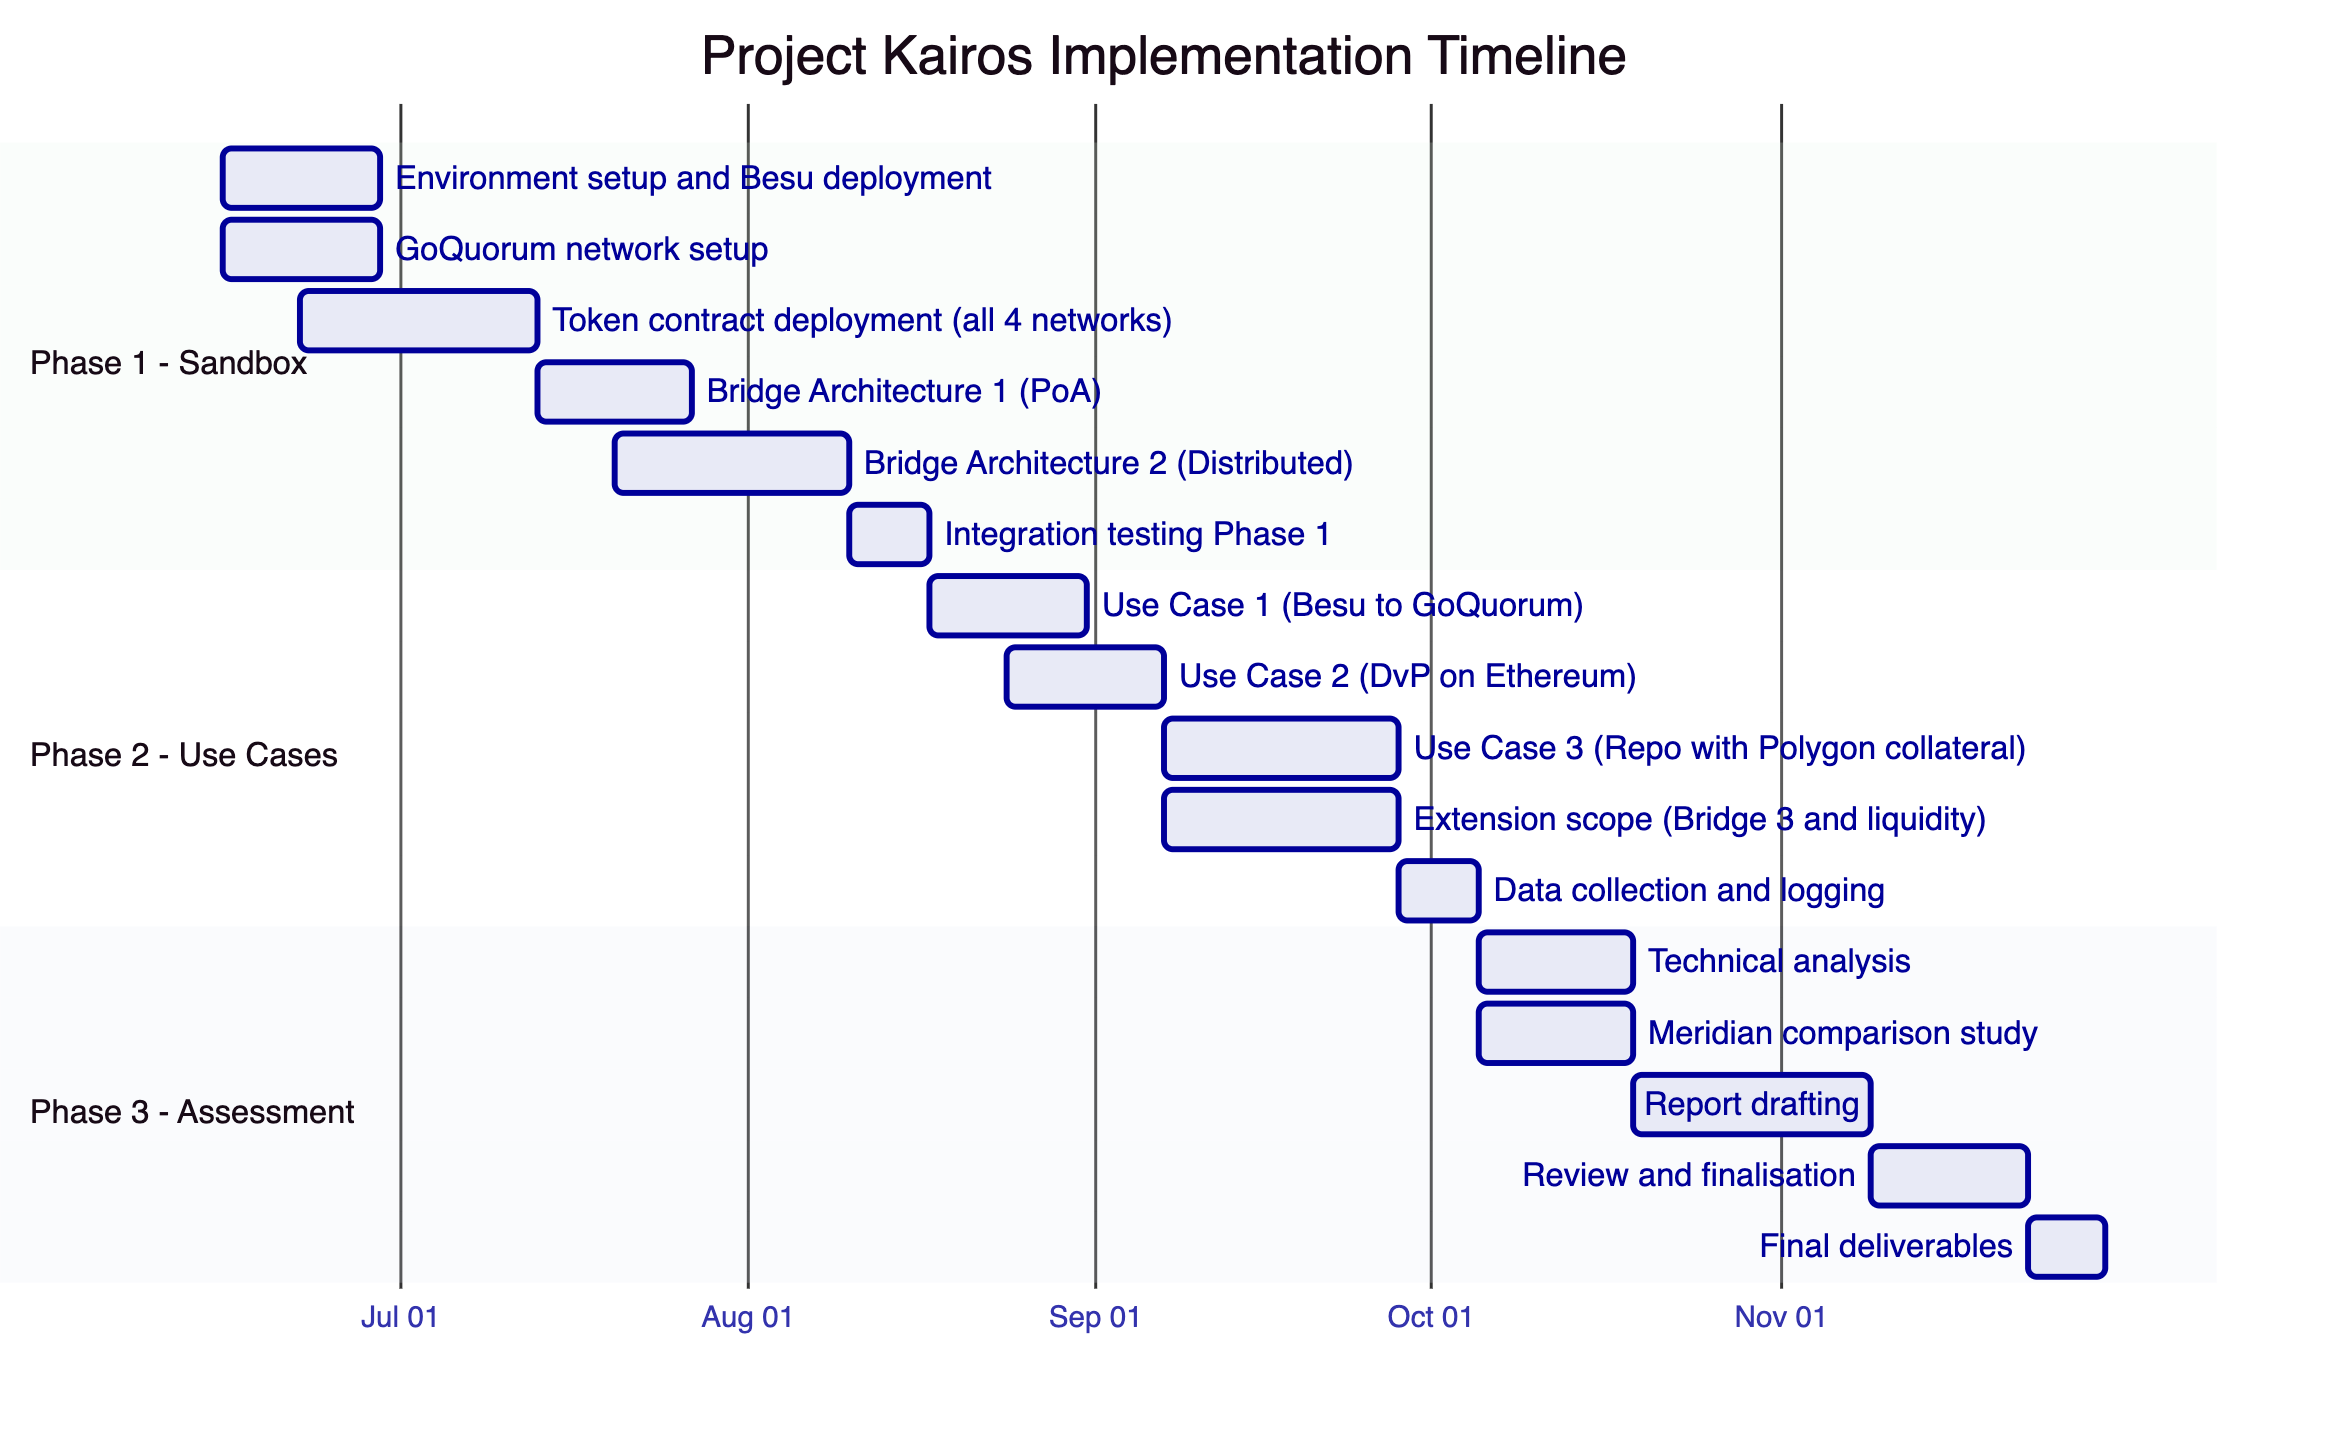 Project Kairos Implementation Timeline
Environment setup and Besu deployment
GoQuorum network setup
Token contract deployment (all 4 networks)
Phase 1 - Sandbox
Bridge Architecture 1 (PoA)
Bridge Architecture 2 (Distributed)
Integration testing Phase 1
Use Case 1 (Besu to GoQuorum)
Use Case 2 (DvP on Ethereum)
Use Case 3 (Repo with Polygon collateral)
Phase 2 - Use Cases
Extension scope (Bridge 3 and liquidity)
Data collection and logging
Technical analysis
Meridian comparison study
Report drafting
Phase 3 - Assessment
Review and finalisation
Final deliverables
Jul 01
Aug 01
Sep 01
Oct 01
Nov 01